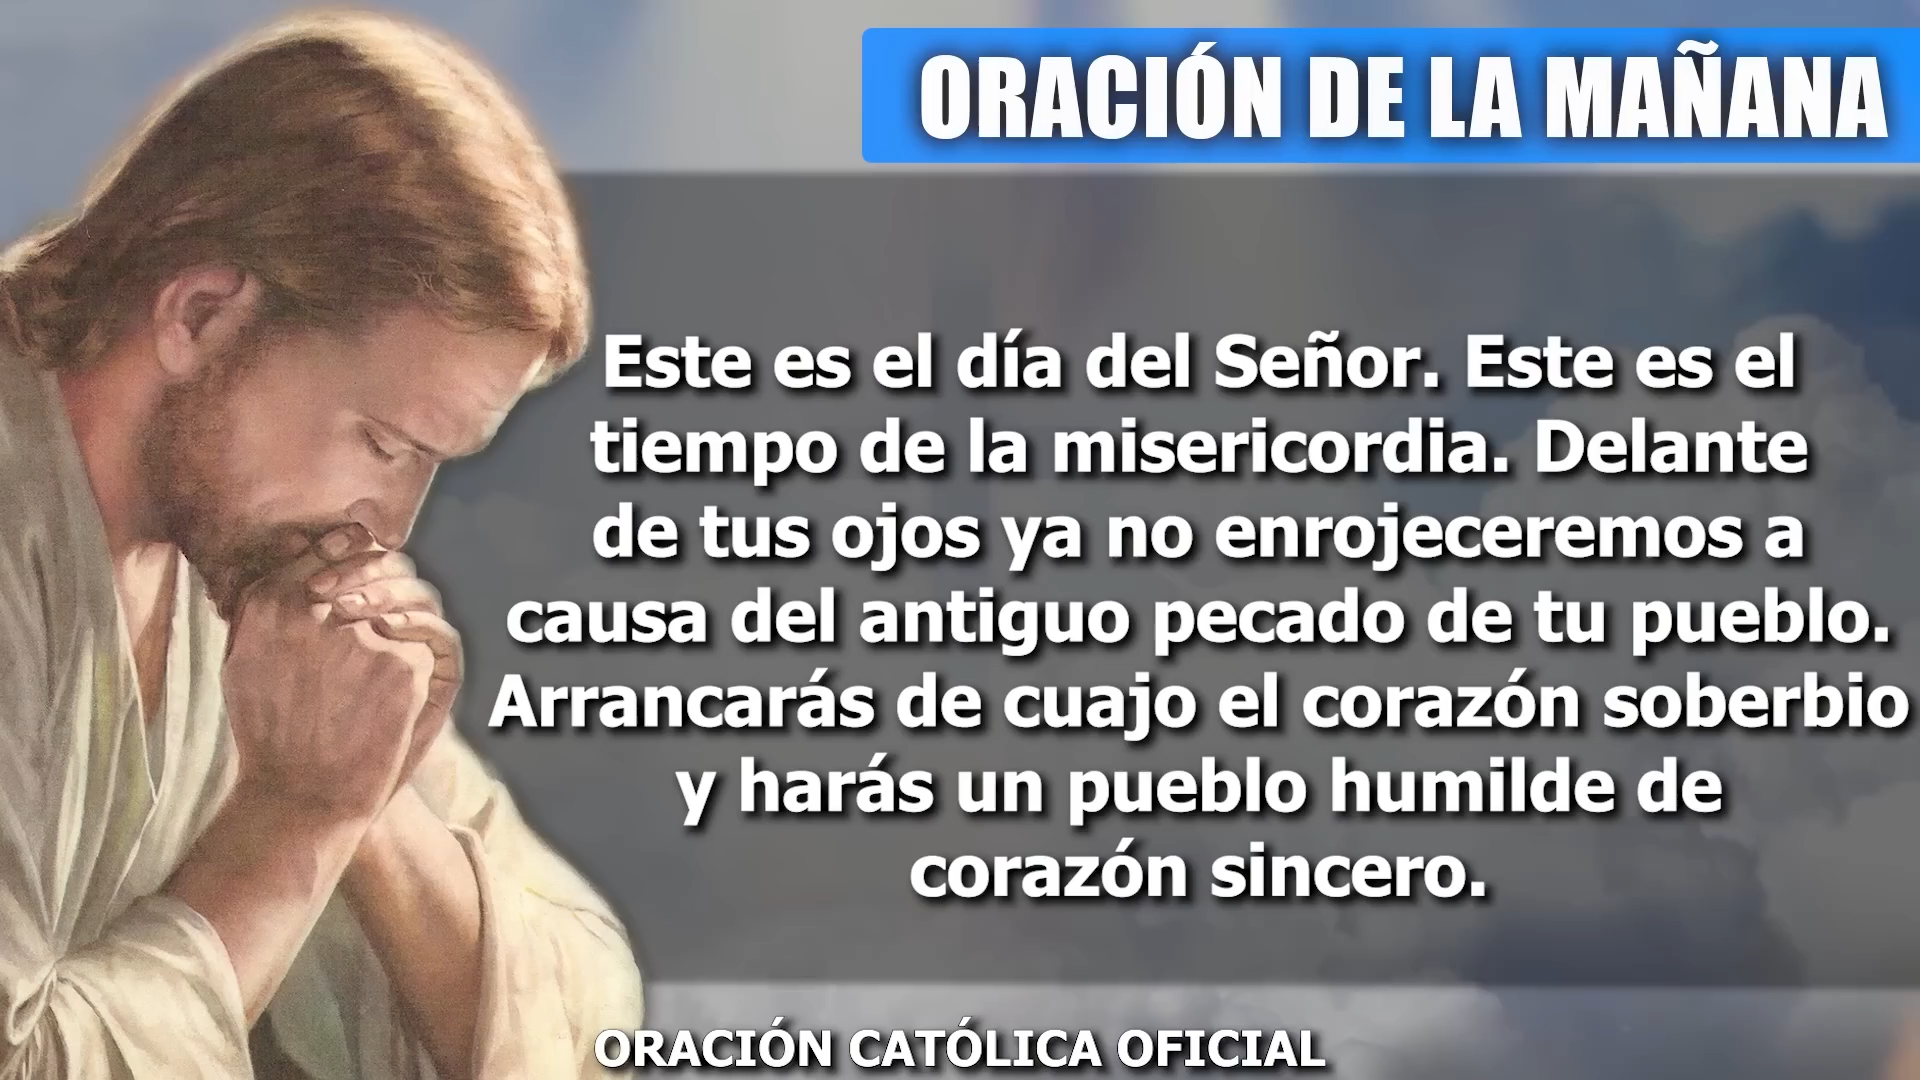 ORACIÓN DE LA MAÑANA
Este es el día del Señor. Este es el
tiempo de la misericordia. Delante
de tus ojos ya no enrojeceremos a
causa del antiguo pecado de tu pueblo.
Arrancarás de cuajo el corazón soberbio
y harás un pueblo humilde de
corazón sincero.
ORACIÓN CATÓLICA OFICIAL